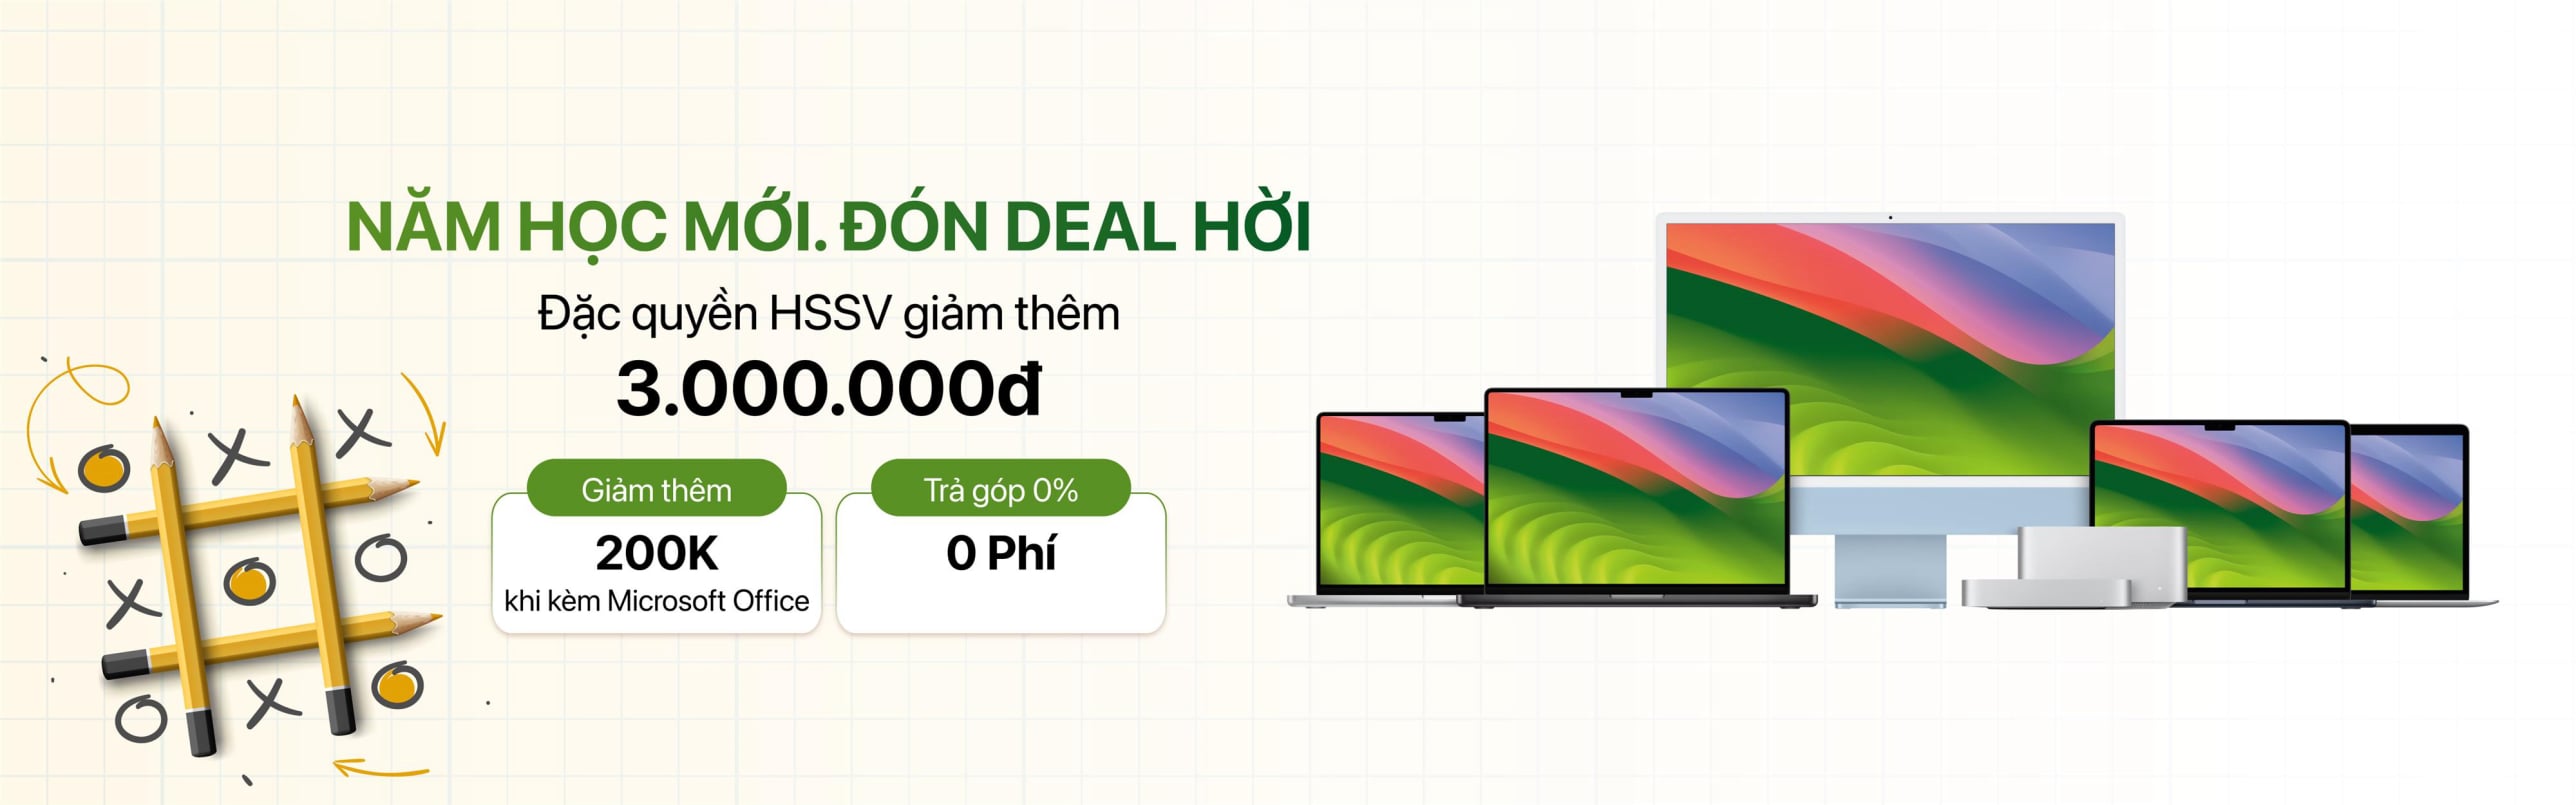 NĂM HỌC MỚI. ĐÓN DEAL HỜI
Đặc quyền HSSV giảm thêm
3.000.000đ
Giảm thêm
200K
khi kèm Microsoft Office
Trả góp 0%
0 Phí